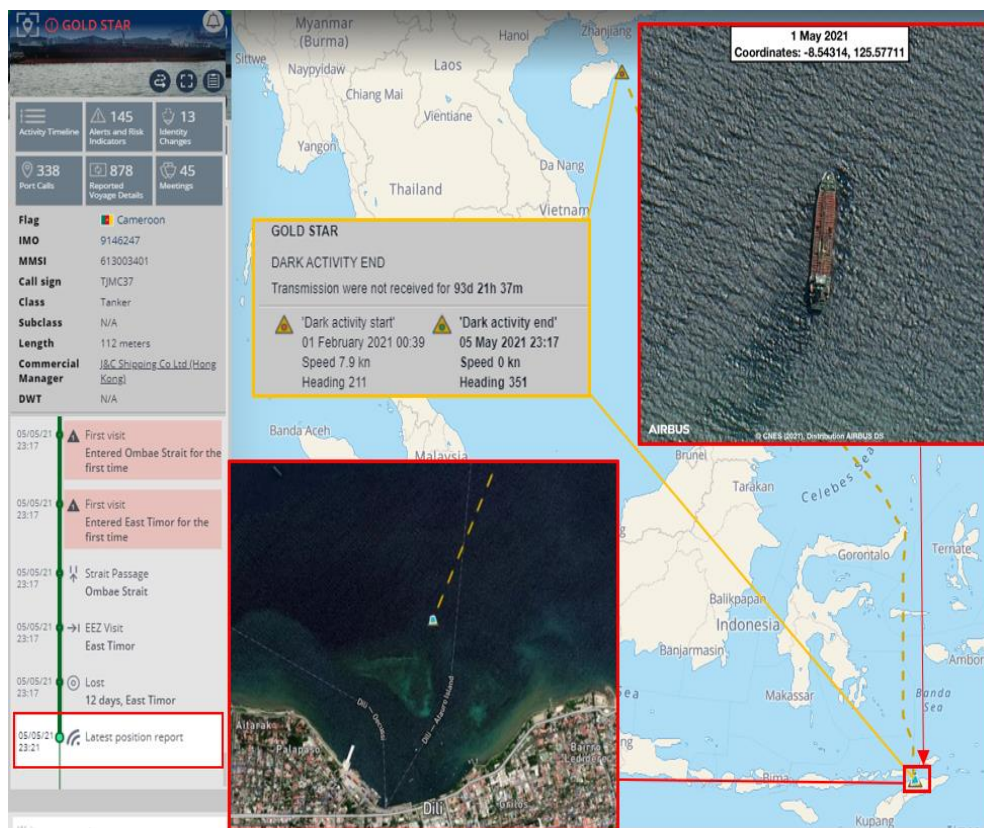 GOLD STAR
Activity Timeline
145
Alerts and Risk
Indicators
13
Identity
Changes
338
Port Calls
878
Reported
Voyage Details
45
Meetings
Flag Cameroon
IMO 9146247
MMSI 613003401
Call sign TJMC37
Class Tanker
Subclass N/A
Length 112 meters
Commercial J&C Shipping Co Ltd (Hong
Manager Kong)
DWT N/A
05/05/21
23:17
First visit
Entered Ombae Strait for the
first time
05/05/21
23:17
First visit
Entered East Timor for the
first time
05/05/21
23:17
Strait Passage
Ombae Strait
05/05/21
23:17
EEZ Visit
East Timor
05/05/21
23:17
Lost
12 days, East Timor
05/05/21
23:21
Latest position report
Myanmar
(Burma)
Hanoi
Zhanjiang
Sittwe
Naypyidaw
Laos
Chiang Mai
Vientiane
Yangon
Da Nang
Thailand
Vietnam
GOLD STAR
DARK ACTIVITY END
Transmission were not received for 93d 21h 37m
'Dark activity start'
01 February 2021 00:39
Speed 7.9 kn
Heading 211
'Dark activity end'
05 May 2021 23:17
Speed 0 kn
Heading 351
1 May 2021
Coordinates: -8.54314, 125.57711
AIRBUS
© CNES (2021), Distribution AIRBUS DS
Banda Aceh
Malaysia
Brunei
Tarakan
Celebes Sea
Gorontalo
Ternate
Balikpapan
Indonesia
Banjarmasin
Ambon
Makassar
Banda
Sea
Bima
Kupang
Aitarak
Palapaso
Dili — Oecusse
Dili — Atauro Island
Bairro
Lecidere
Dili
Grilos